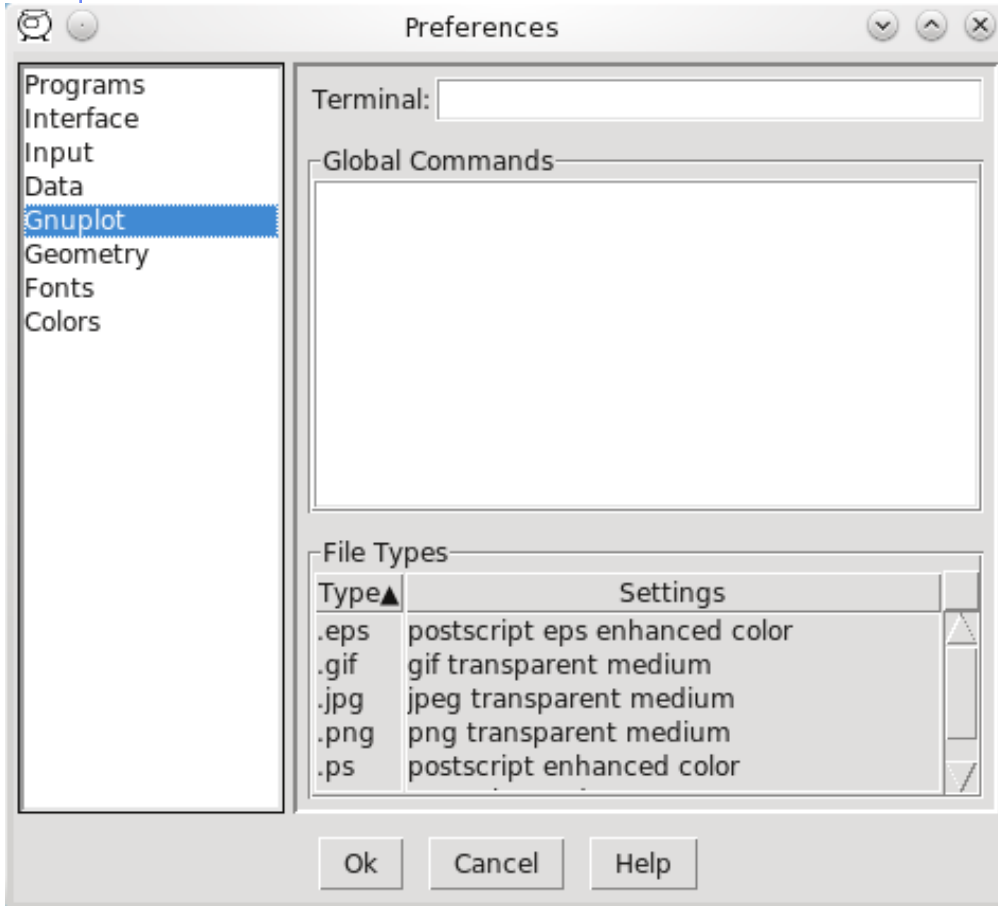 Preferences
Programs
Interface
Input
Data
Gnuplot
Geometry
Fonts
Colors
Terminal:
Global Commands
File Types
Type▲ Settings
.eps postscript eps enhanced color
.gif gif transparent medium
.jpg jpeg transparent medium
.png png transparent medium
.ps postscript enhanced color
Ok Cancel Help